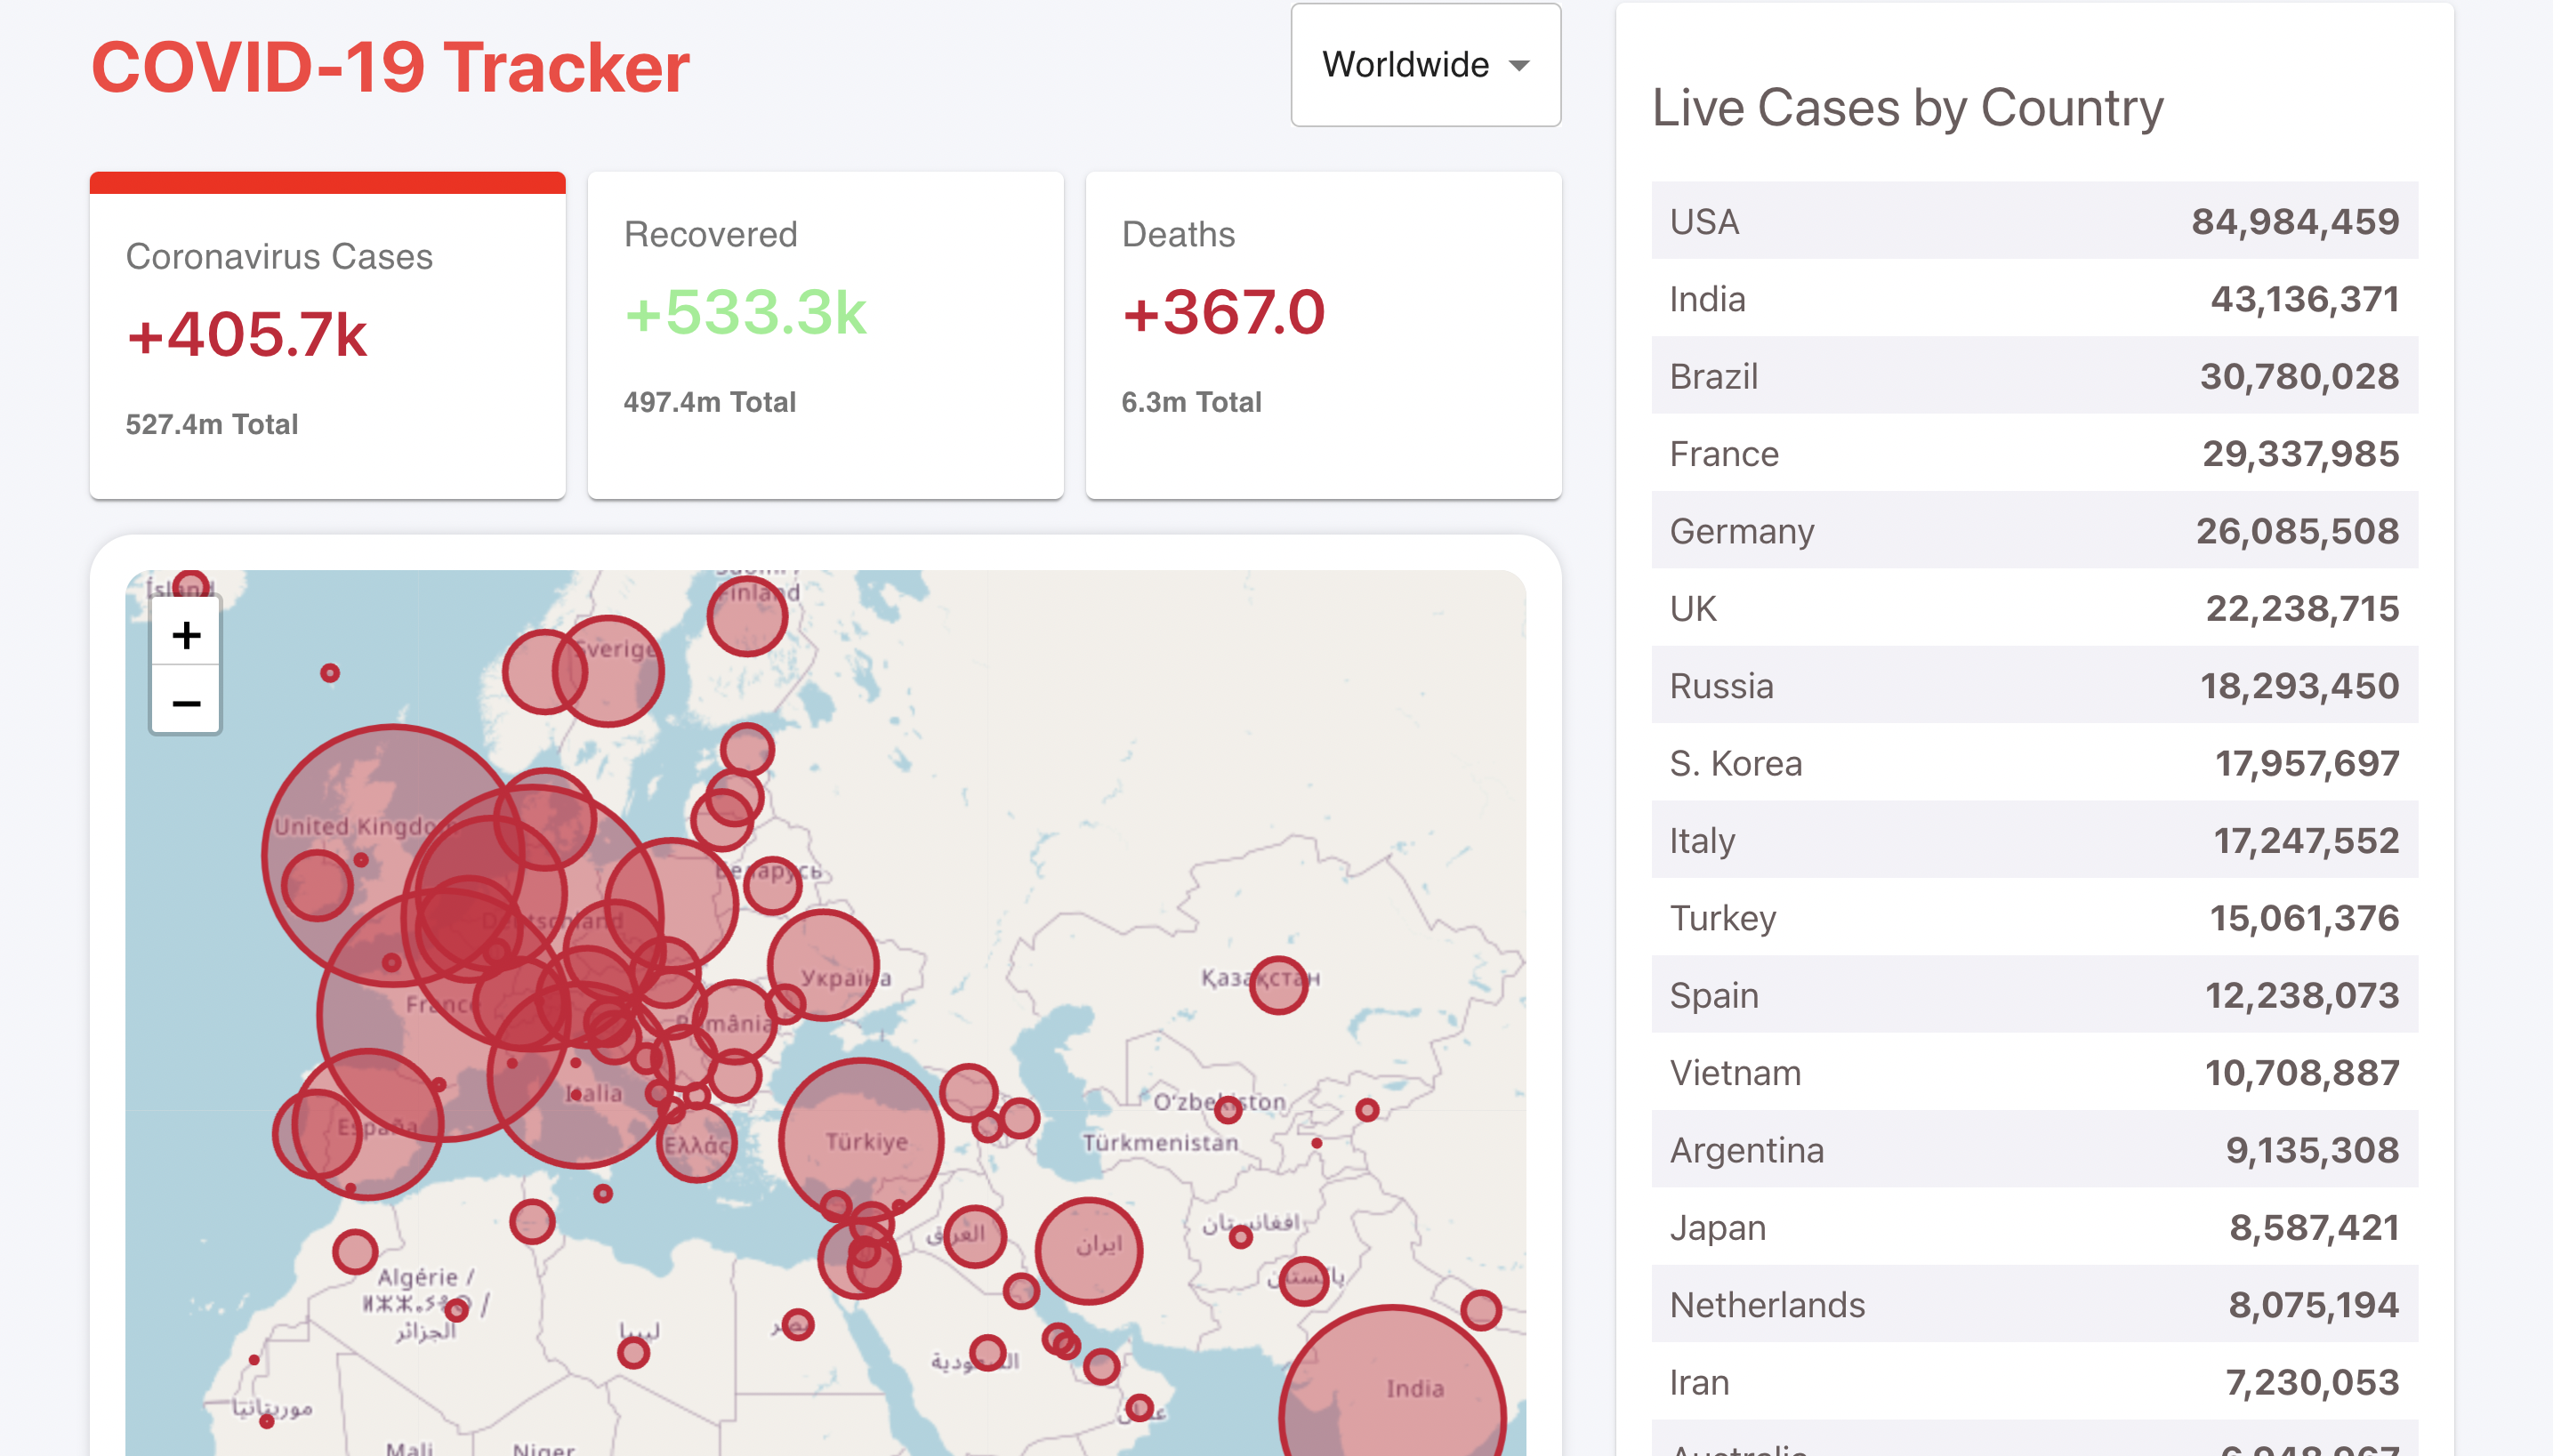 COVID-19 Tracker
Worldwide
Coronavirus Cases
+405.7k
527.4m Total
Recovered
+533.3k
497.4m Total
Deaths
+367.0
6.3m Total
Ísland
+
−
Finland
Sverige
United Kingdo
Беларусь
Deutschland
Україна
Қазақстан
France
România
Italia
O'zbekiston
España
Ελλάς
Türkiye
Türkmenistan
افغانستان
العراق
ایران
پاکستان
Algérie /
الجزائر
ليبيا
مصر
السعودية
India
موريتانيا
عمان
Mali
Niger
Live Cases by Country
USA 84,984,459
India 43,136,371
Brazil 30,780,028
France 29,337,985
Germany 26,085,508
UK 22,238,715
Russia 18,293,450
S. Korea 17,957,697
Italy 17,247,552
Turkey 15,061,376
Spain 12,238,073
Vietnam 10,708,887
Argentina 9,135,308
Japan 8,587,421
Netherlands 8,075,194
Iran 7,230,053
Australia